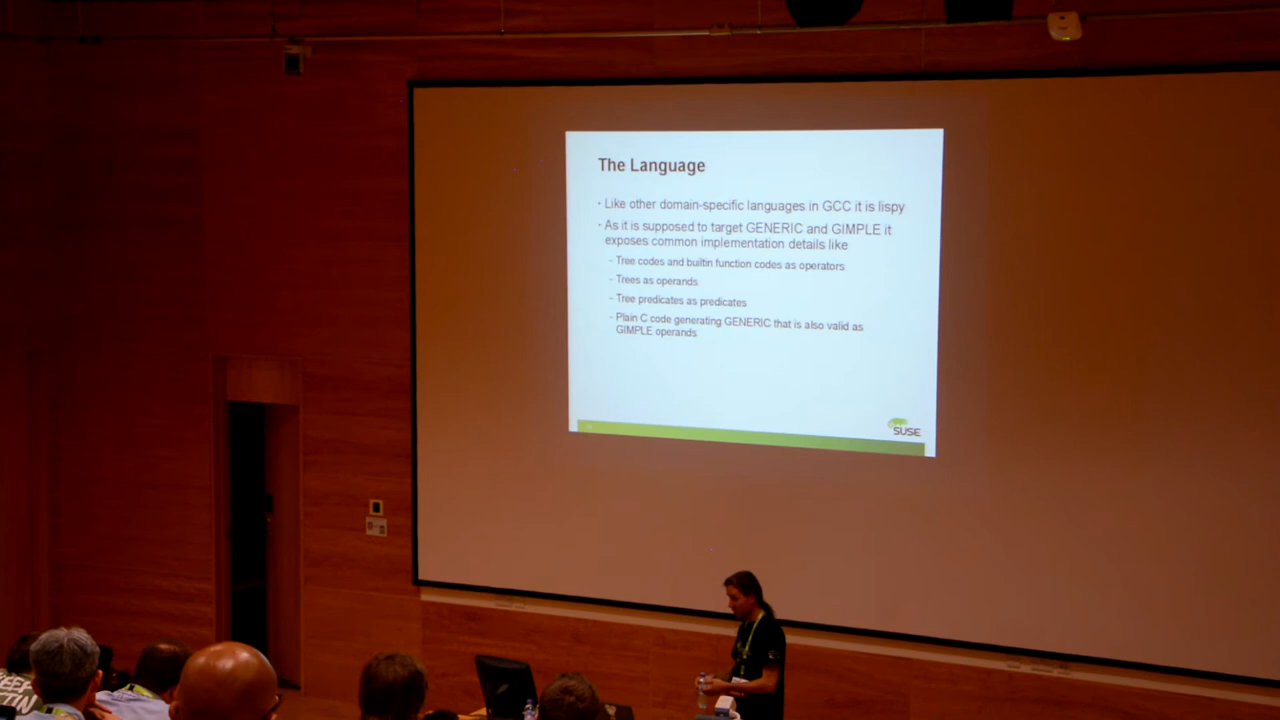 The Language
· Like other domain-specific languages in GCC it is lispy
· As it is supposed to target GENERIC and GIMPLE it
exposes common implementation details like
- Tree codes and builtin function codes as operators
- Trees as operands
- Tree predicates as predicates
- Plain C code generating GENERIC that is also valid as
GIMPLE operands
SUSE